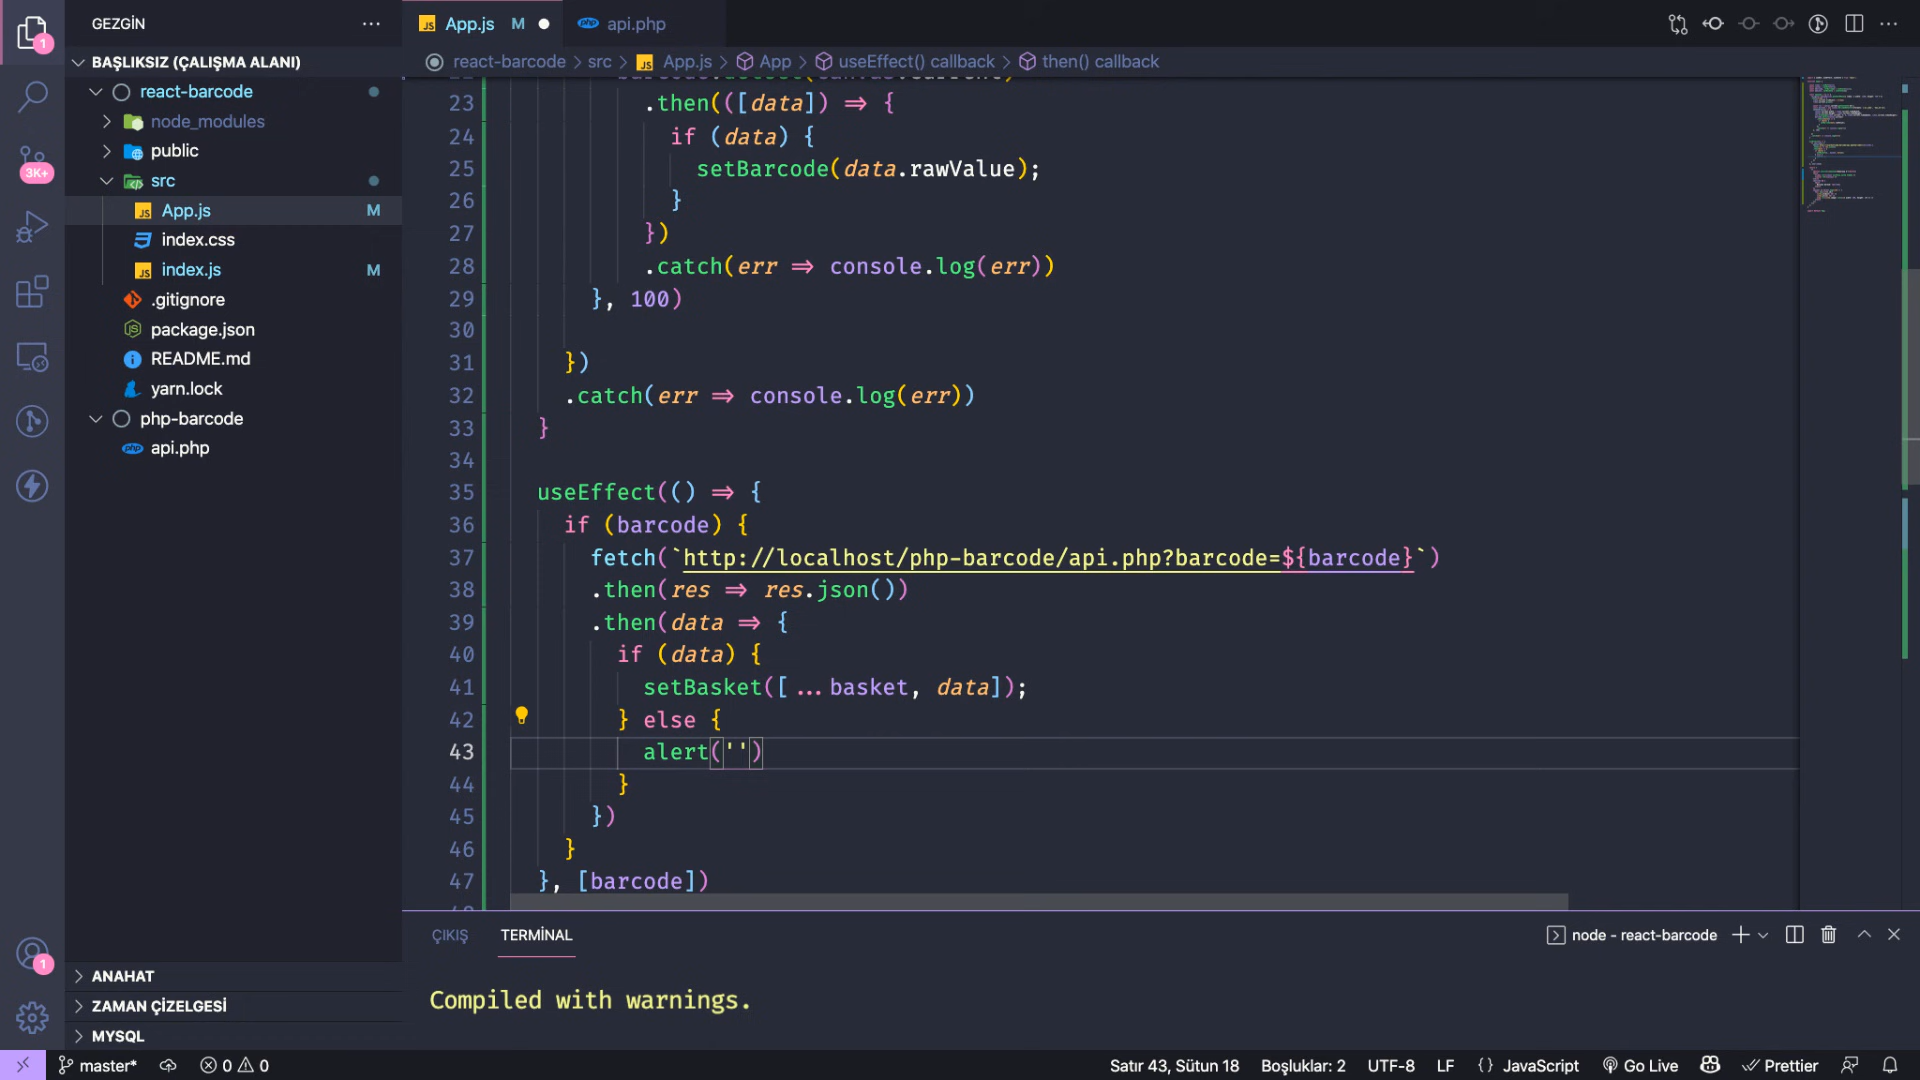 GEZGİN
App.js M
api.php
BAŞLIKSIZ (ÇALIŞMA ALANI)
react-barcode > src > App.js > App > useEffect() callback > then() callback
react-barcode
node_modules
public
src
App.js M
index.css
index.js M
.gitignore
package.json
README.md
yarn.lock
php-barcode
api.php
1
3K+
23 .then(([data]) => {
24 if (data) {
25 setBarcode(data.rawValue);
26 }
27 })
28 .catch(err => console.log(err))
29 }, 100)
30
31 })
32 .catch(err => console.log(err))
33 }
34
35 useEffect(() => {
36 if (barcode) {
37 fetch(`http://localhost/php-barcode/api.php?barcode=${barcode}`)
38 .then(res => res.json())
39 .then(data => {
40 if (data) {
41 setBasket([...basket, data]);
42 } else {
43 alert('')
44 }
45 })
46 }
47 }, [barcode])
ÇIKIŞ TERMİNAL
node - react-barcode
Compiled with warnings.
1
ANAHAT
ZAMAN ÇİZELGESİ
MYSQL
master* 0 0
Satır 43, Sütun 18 Boşluklar: 2 UTF-8 LF {} JavaScript Go Live Prettier